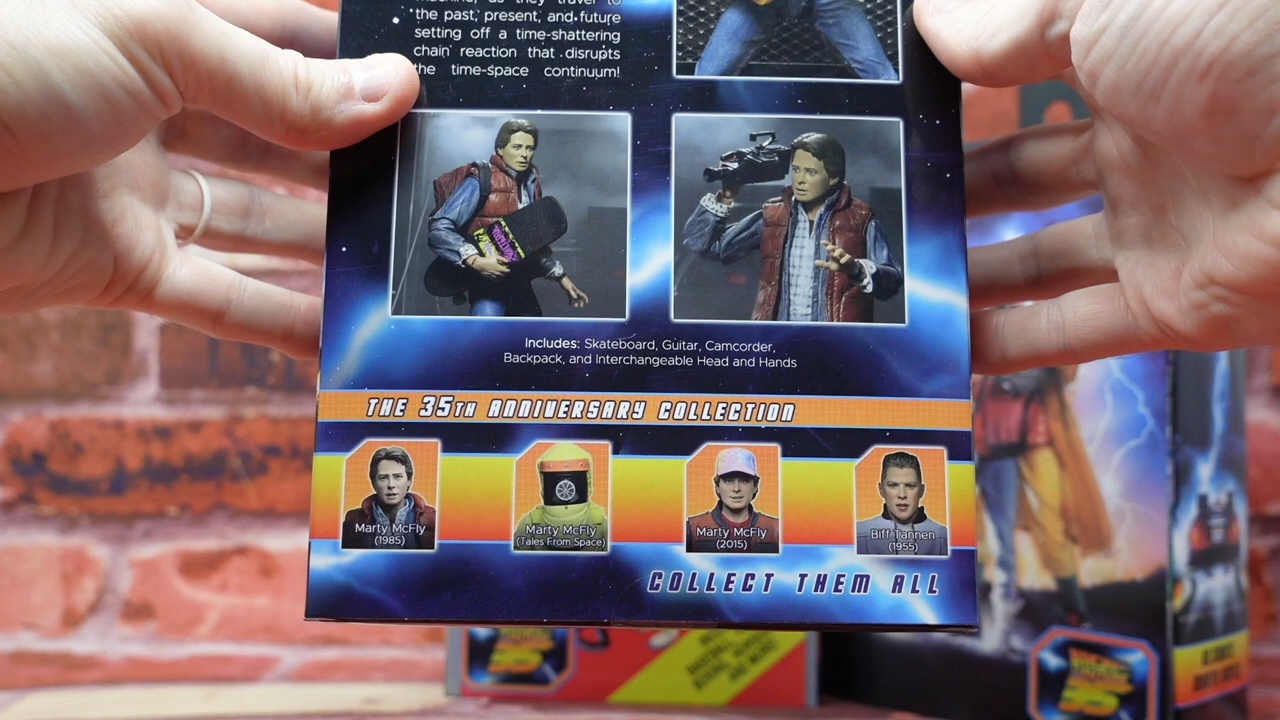 the past, present, and future
setting off a time-shattering
chain reaction that disrupts
the time-space continuum!
Includes: Skateboard, Guitar, Camcorder,
Backpack, and Interchangeable Head and Hands
THE 35TH ANNIVERSARY COLLECTION
Marty McFly
(1985)
Marty McFly
(Tales From Space)
Marty McFly
(2015)
Biff Tannen
(1955)
COLLECT THEM ALL